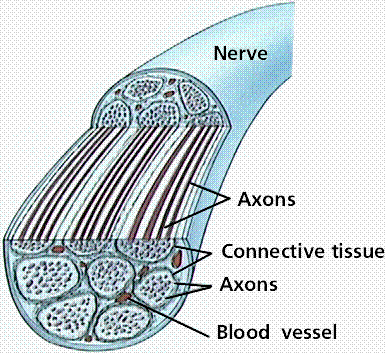 Nerve
Axons
Connective tissue
Axons
Blood vessel